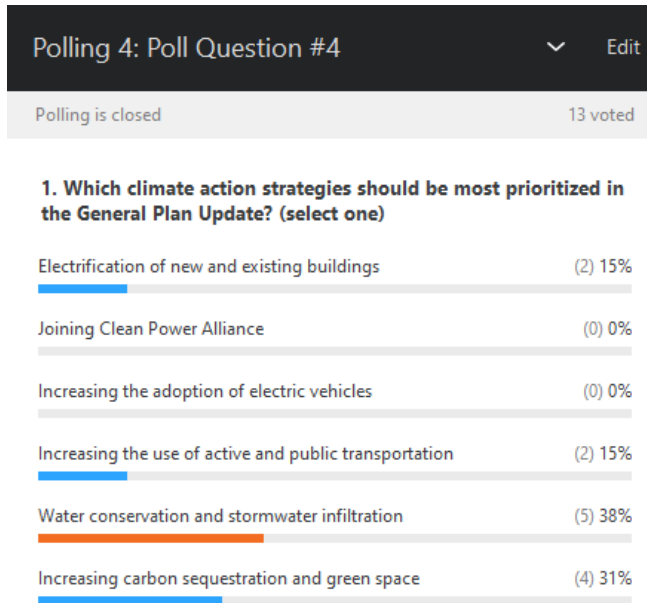 Polling 4: Poll Question #4 Edit
Polling is closed 13 voted
1. Which climate action strategies should be most prioritized in
the General Plan Update? (select one)
Electrification of new and existing buildings (2) 15%
Joining Clean Power Alliance (0) 0%
Increasing the adoption of electric vehicles (0) 0%
Increasing the use of active and public transportation (2) 15%
Water conservation and stormwater infiltration (5) 38%
Increasing carbon sequestration and green space (4) 31%